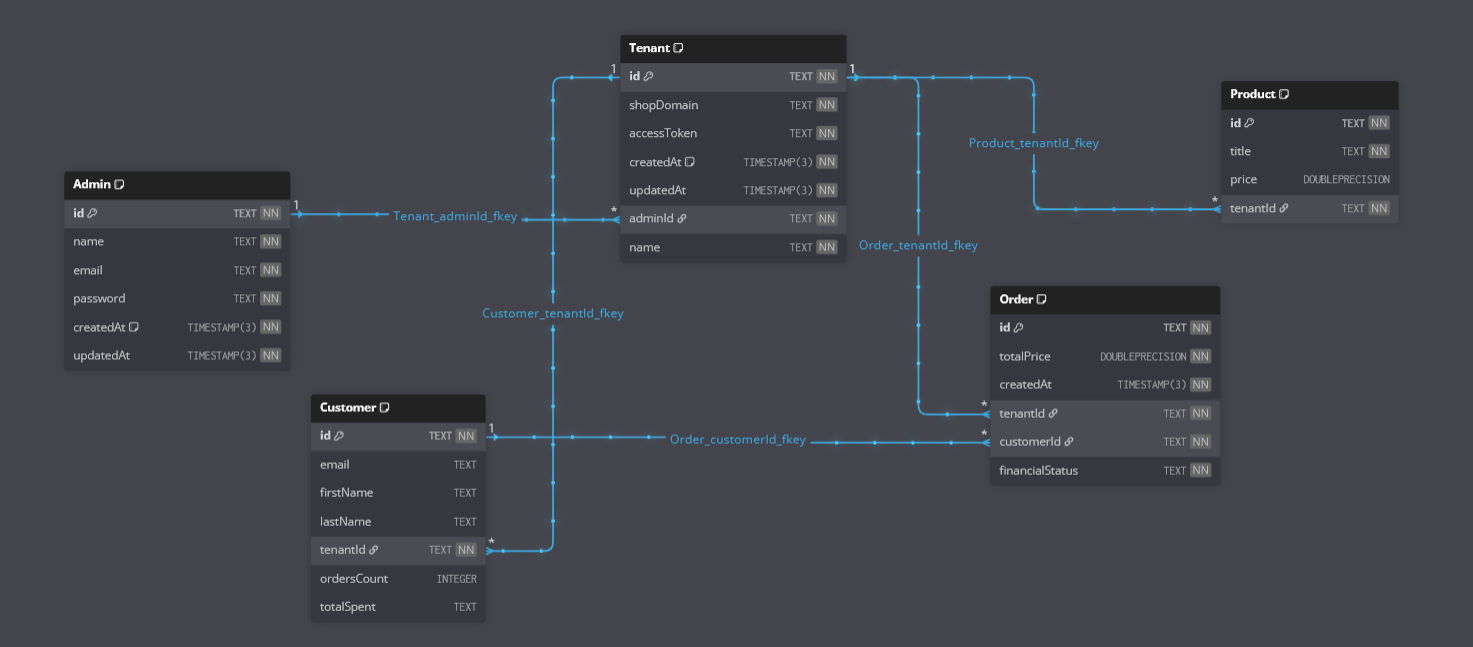 Tenant
1 id TEXT NN 1
shopDomain TEXT NN
accessToken TEXT NN
createdAt TIMESTAMP(3) NN
updatedAt TIMESTAMP(3) NN
* adminId TEXT NN
name TEXT NN
Product
id TEXT NN
title TEXT NN
price DOUBLEPRECISION
* tenantId TEXT NN
Product_tenantId_fkey
Admin
id TEXT NN 1
name TEXT NN
email TEXT NN
password TEXT NN
createdAt TIMESTAMP(3) NN
updatedAt TIMESTAMP(3) NN
Tenant_adminId_fkey
Order_tenantId_fkey
Customer_tenantId_fkey
Order
id TEXT NN
totalPrice DOUBLEPRECISION NN
createdAt TIMESTAMP(3) NN
* tenantId TEXT NN
* customerId TEXT NN
financialStatus TEXT NN
Customer
id TEXT NN 1
email TEXT
firstName TEXT
lastName TEXT
tenantId TEXT NN *
ordersCount INTEGER
totalSpent TEXT
Order_customerId_fkey